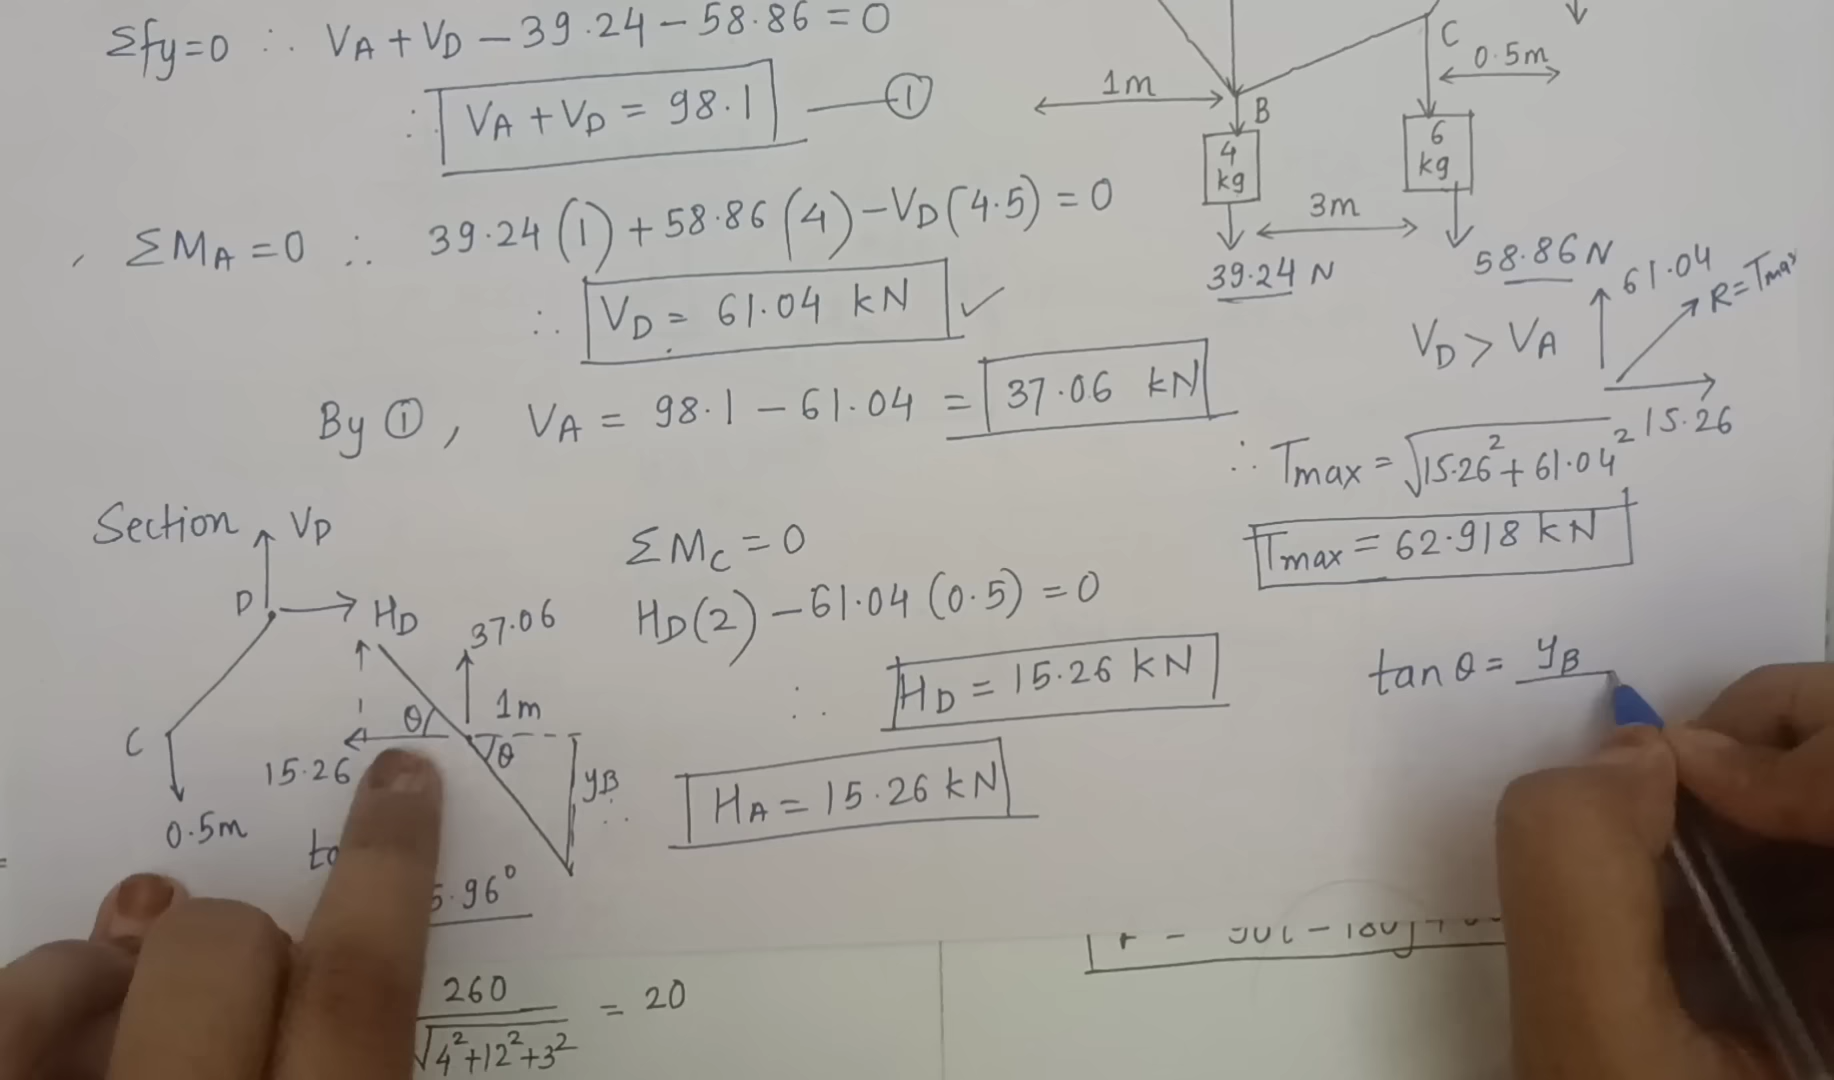 Σfy=0 ∴ VA + VD - 39.24 - 58.86 = 0
∴ VA + VD = 98.1 ①
ΣMA = 0 ∴ 39.24 (1) + 58.86 (4) - VD (4.5) = 0
∴ VD = 61.04 kN ✓
By ①, VA = 98.1 - 61.04 = 37.06 kN
C
0.5m
1m
B
4
kg
6
kg
3m
39.24 N
58.86 N
61.04
R=Tmax
VD > VA
15.26
∴ Tmax = √15.26² + 61.04²
Tmax = 62.918 kN
Section
VD
D
HD
C
0.5m
37.06
θ
1m
θ
15.26
yB
5.96°
ΣMC = 0
HD(2) - 61.04 (0.5) = 0
∴ HD = 15.26 kN
∴ HA = 15.26 kN
tan θ = yB
260
√4²+12²+3²
= 20